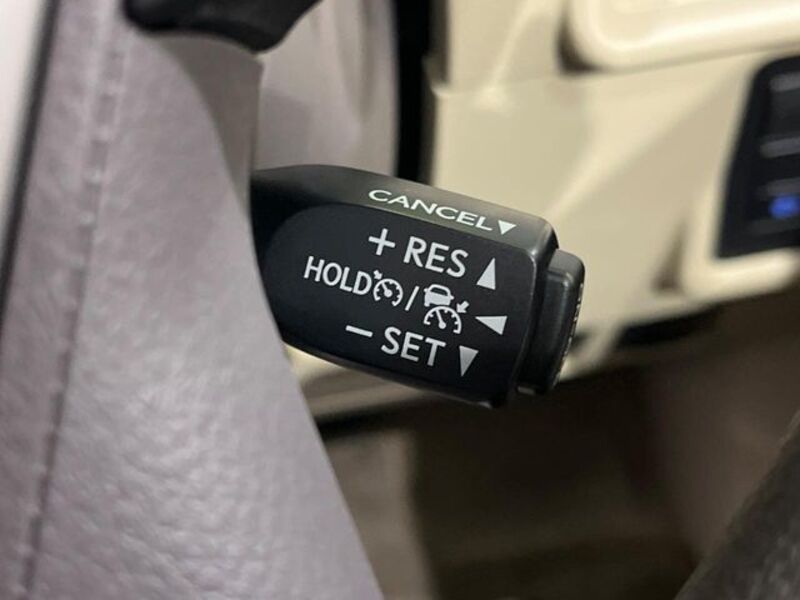 CANCEL▼
+ RES ▲
HOLD / ◀
− SET ▼